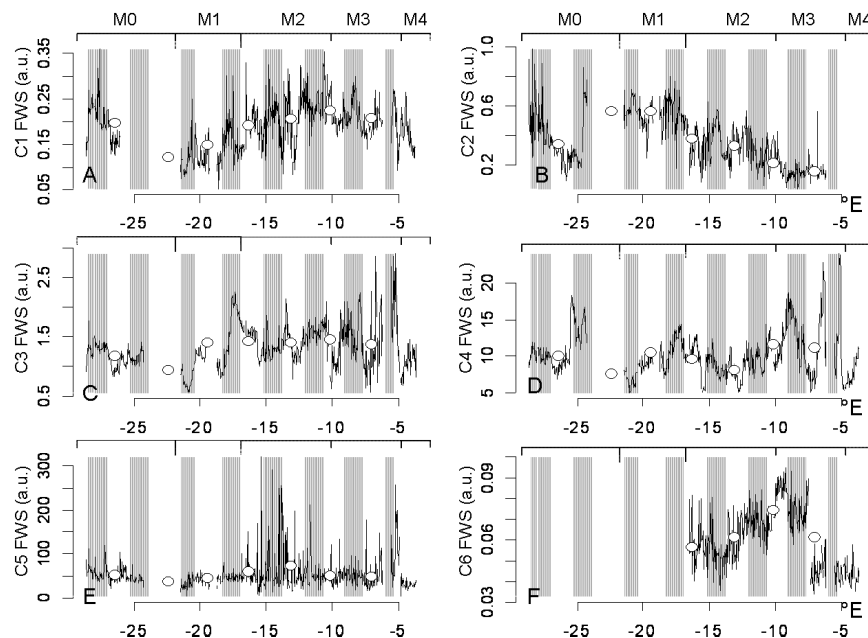 M0 M1 M2 M3 M4
M0 M1 M2 M3 M4
C1 FWS (a.u.)
0.35
0.25
0.15
0.05
A
-25 -20 -15 -10 -5
C2 FWS (a.u.)
1.0
0.6
0.2
B
°E
-25 -20 -15 -10 -5
C3 FWS (a.u.)
2.5
1.5
0.5
C
-25 -20 -15 -10 -5
C4 FWS (a.u.)
20
15
10
5
D
°E
-25 -20 -15 -10 -5
C5 FWS (a.u.)
300
200
100
50
0
E
-25 -20 -15 -10 -5
C6 FWS (a.u.)
0.09
0.06
0.03
F
°E
-25 -20 -15 -10 -5